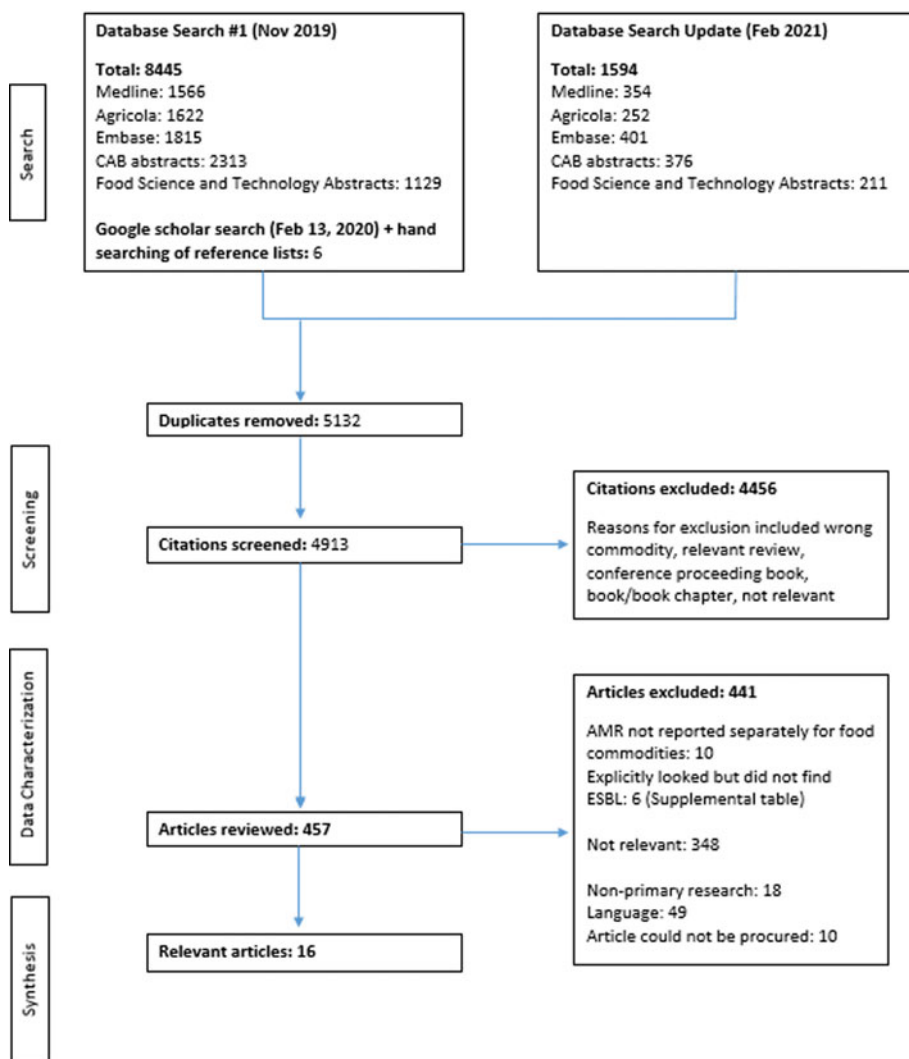 Database Search #1 (Nov 2019)
Total: 8445
Medline: 1566
Agricola: 1622
Embase: 1815
CAB abstracts: 2313
Food Science and Technology Abstracts: 1129
Google scholar search (Feb 13, 2020) + hand
searching of reference lists: 6
Database Search Update (Feb 2021)
Total: 1594
Medline: 354
Agricola: 252
Embase: 401
CAB abstracts: 376
Food Science and Technology Abstracts: 211
Search
Duplicates removed: 5132
Screening
Citations screened: 4913
Citations excluded: 4456
Reasons for exclusion included wrong
commodity, relevant review,
conference proceeding book,
book/book chapter, not relevant
Data Characterization
Articles reviewed: 457
Articles excluded: 441
AMR not reported separately for food
commodities: 10
Explicitly looked but did not find
ESBL: 6 (Supplemental table)
Not relevant: 348
Non-primary research: 18
Language: 49
Article could not be procured: 10
Synthesis
Relevant articles: 16